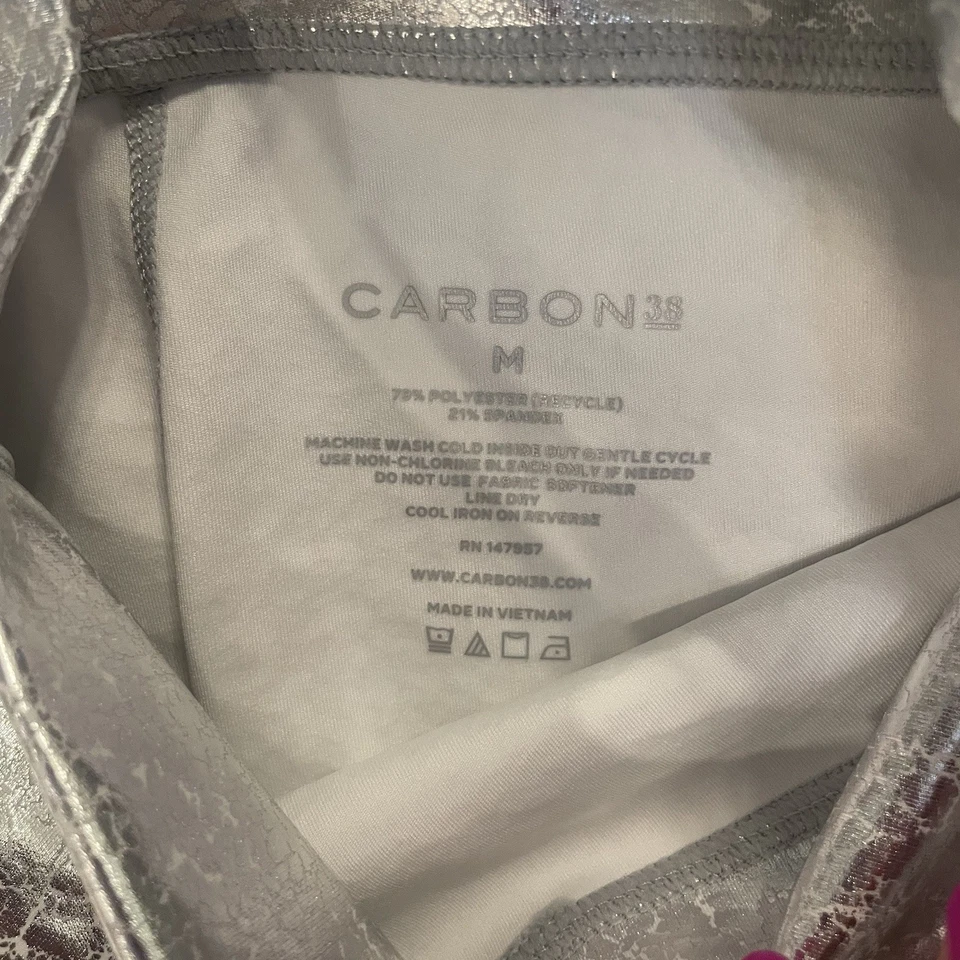 CARBON38
M
79% POLYESTER (RECYCLE)
21% SPANDEX
MACHINE WASH COLD INSIDE OUT GENTLE CYCLE
USE NON-CHLORINE BLEACH ONLY IF NEEDED
DO NOT USE FABRIC SOFTENER
LINE DRY
COOL IRON ON REVERSE
RN 147957
WWW.CARBON38.COM
MADE IN VIETNAM